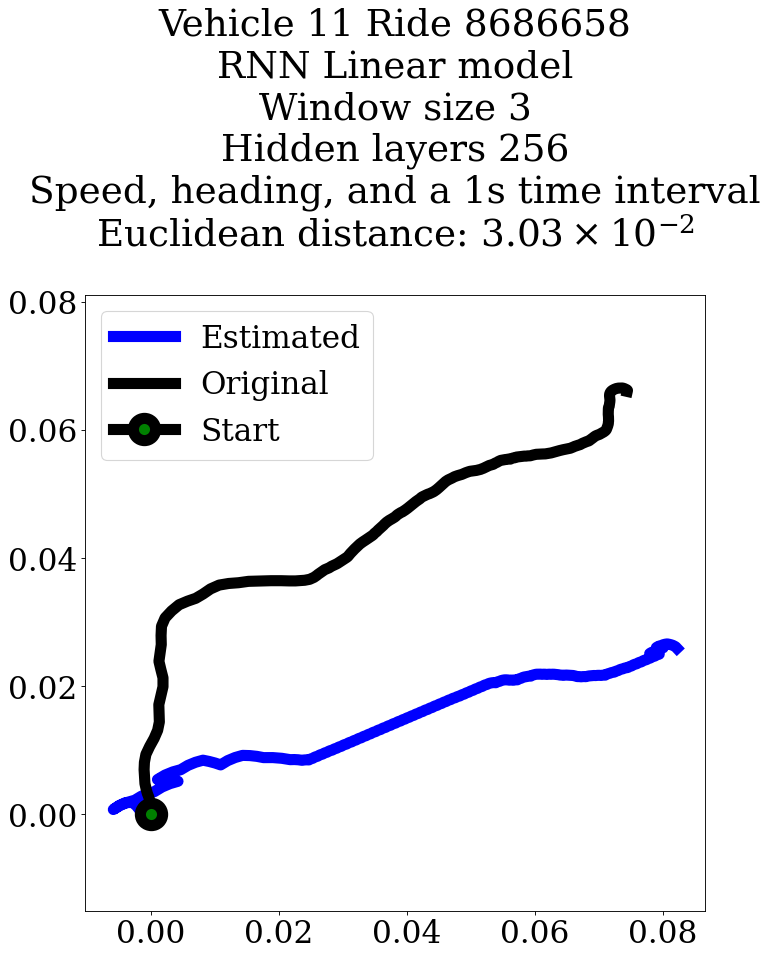 Vehicle 11 Ride 8686658
RNN Linear model
Window size 3
Hidden layers 256
Speed, heading, and a 1s time interval
Euclidean distance: 3.03 × 10⁻²
Estimated
Original
Start
0.08
0.06
0.04
0.02
0.00
0.00 0.02 0.04 0.06 0.08